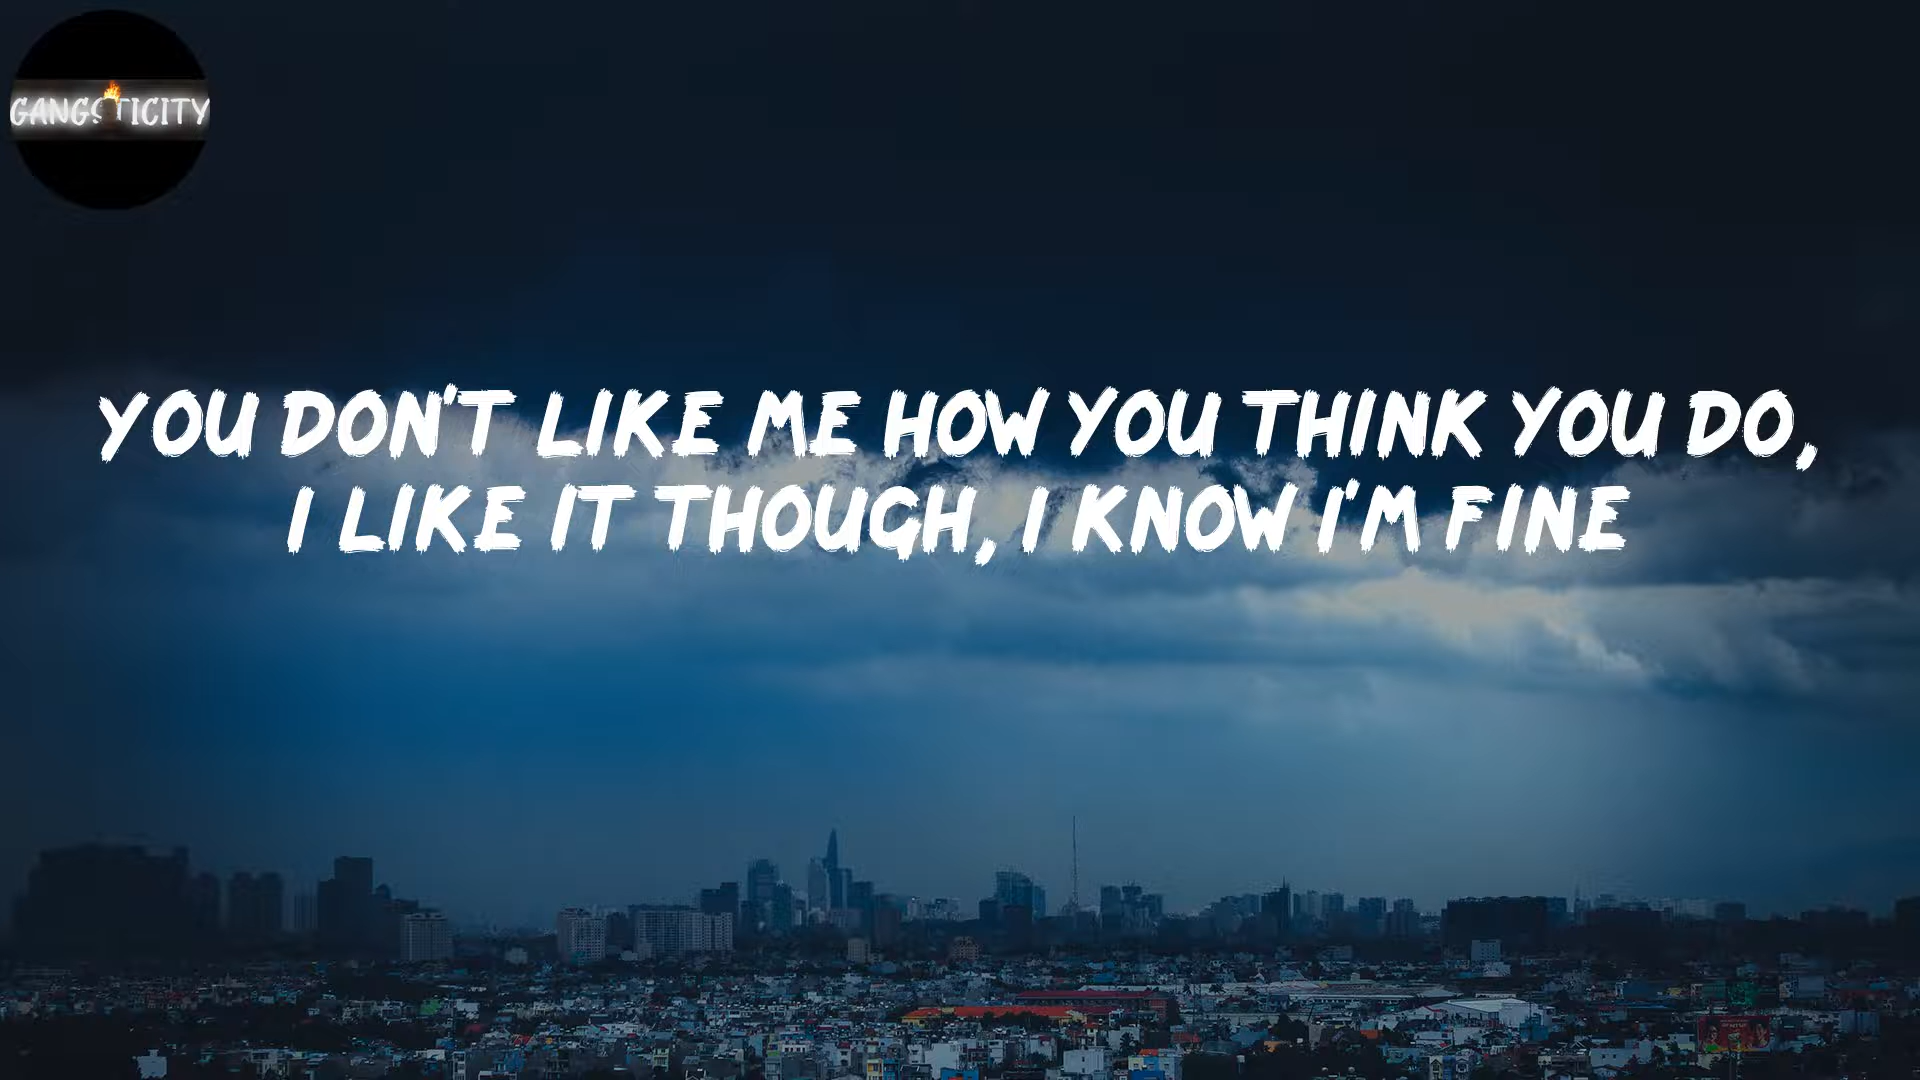 GANGSTICITY
YOU DON'T LIKE ME HOW YOU THINK YOU DO,
I LIKE IT THOUGH, I KNOW I'M FINE